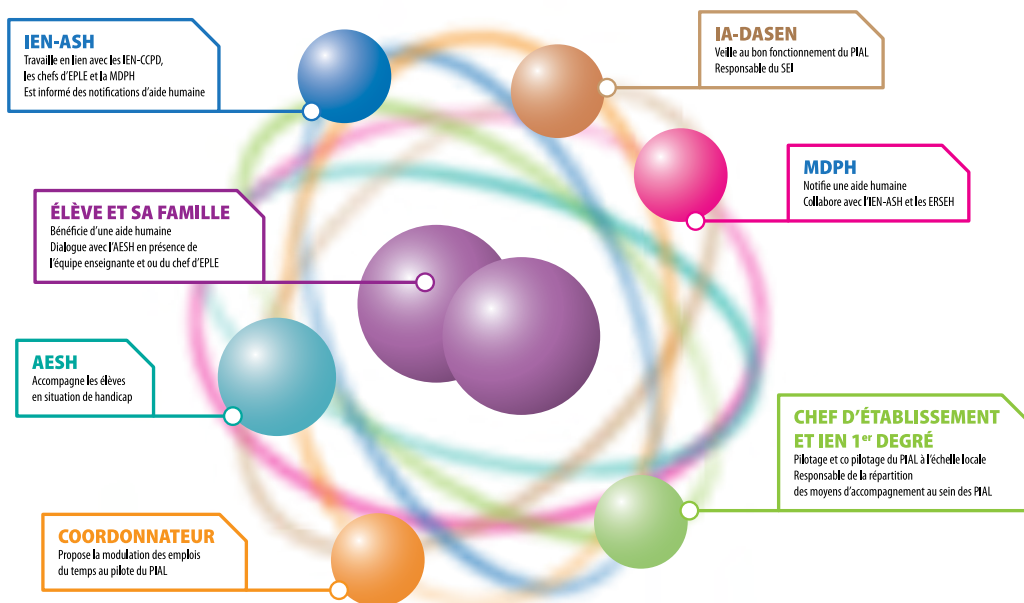 IEN-ASH
Travaille en lien avec les IEN-CCPD,
les chefs d'EPLE et la MDPH
Est informé des notifications d'aide humaine
IA-DASEN
Veille au bon fonctionnement du PIAL
Responsable du SEI
MDPH
Notifie une aide humaine
Collabore avec l'IEN-ASH et les ERSEH
ÉLÈVE ET SA FAMILLE
Bénéficie d'une aide humaine
Dialogue avec l'AESH en présence de
l'équipe enseignante et ou du chef d'EPLE
AESH
Accompagne les élèves
en situation de handicap
CHEF D'ÉTABLISSEMENT
ET IEN 1er DEGRÉ
Pilotage et co pilotage du PIAL à l'échelle locale
Responsable de la répartition
des moyens d'accompagnement au sein des PIAL
COORDONNATEUR
Propose la modulation des emplois
du temps au pilote du PIAL